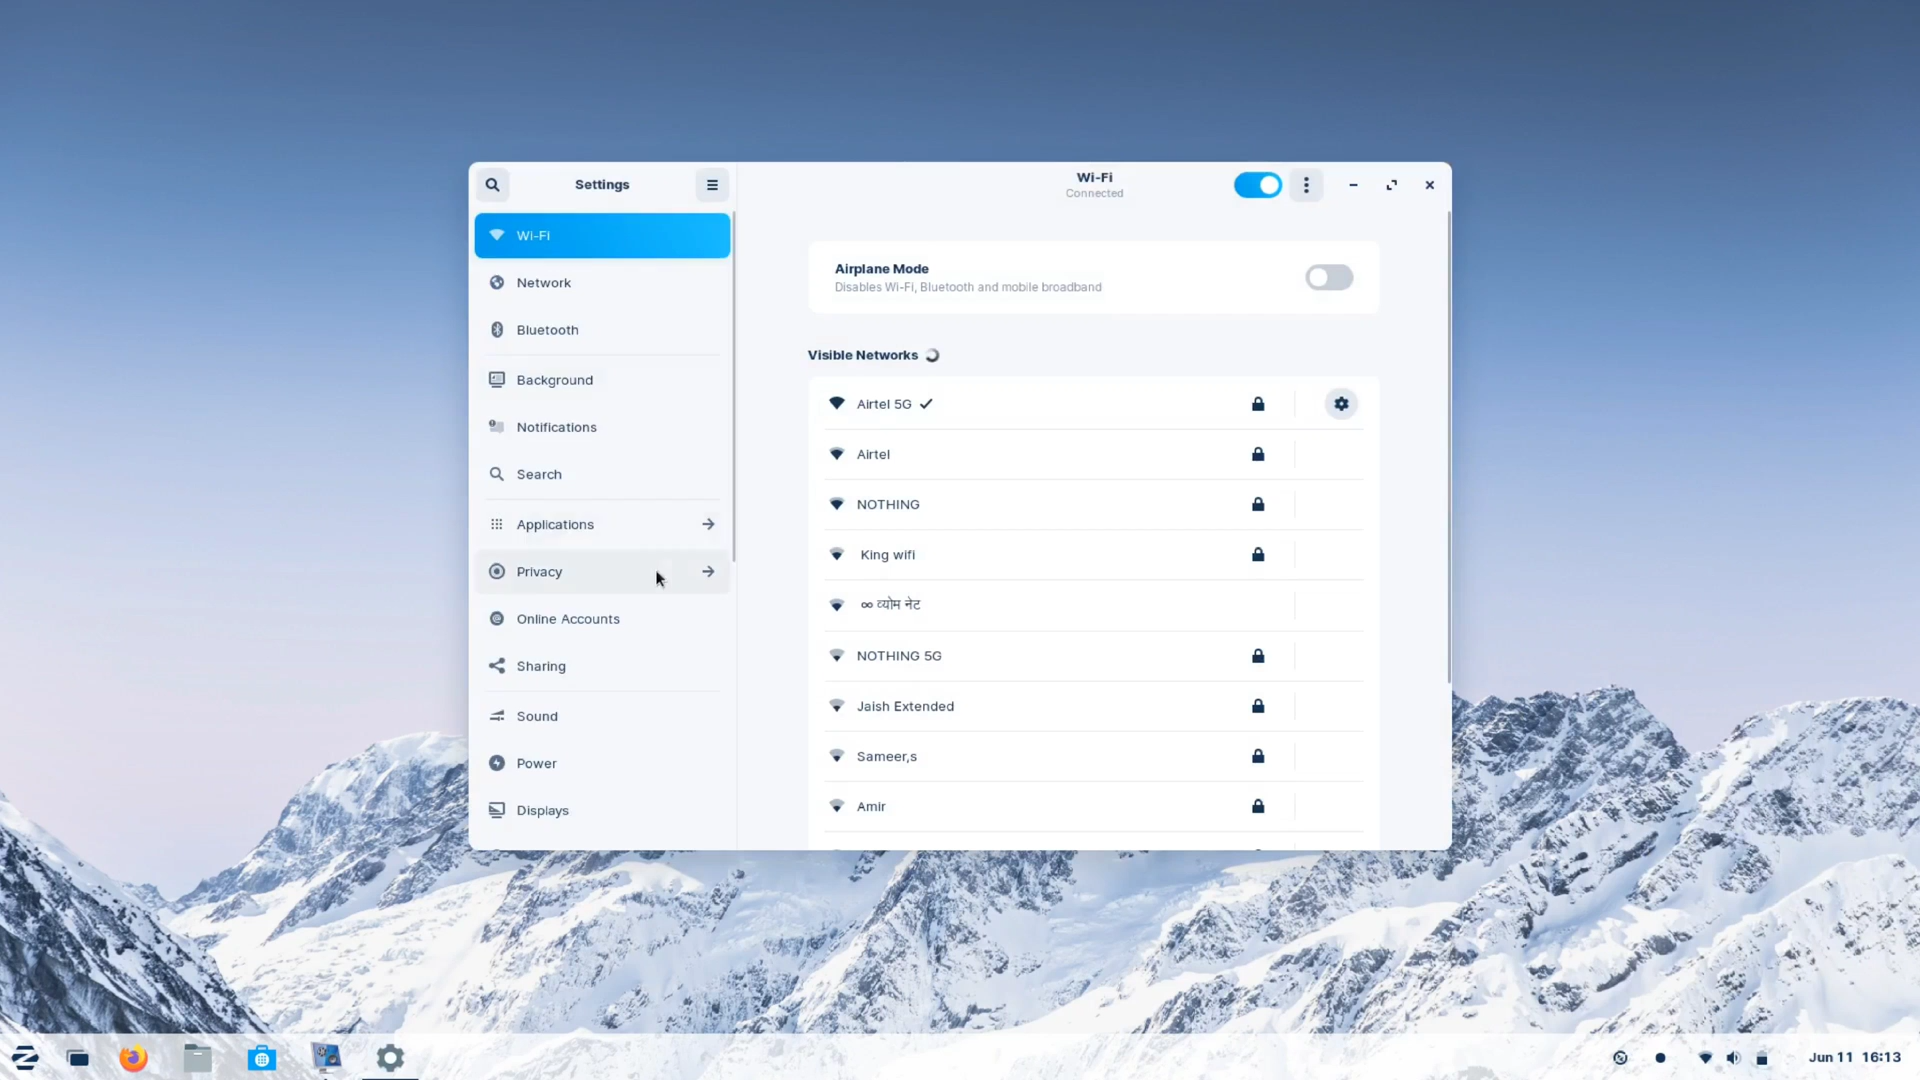 Settings
Wi-Fi
Connected
Wi-Fi
Network
Bluetooth
Background
Notifications
Search
Applications
Privacy
Online Accounts
Sharing
Sound
Power
Displays
Airplane Mode
Disables Wi-Fi, Bluetooth and mobile broadband
Visible Networks
Airtel 5G
Airtel
NOTHING
King wifi
∞ व्योम नेट
NOTHING 5G
Jaish Extended
Sameer,s
Amir
Jun 11 16:13